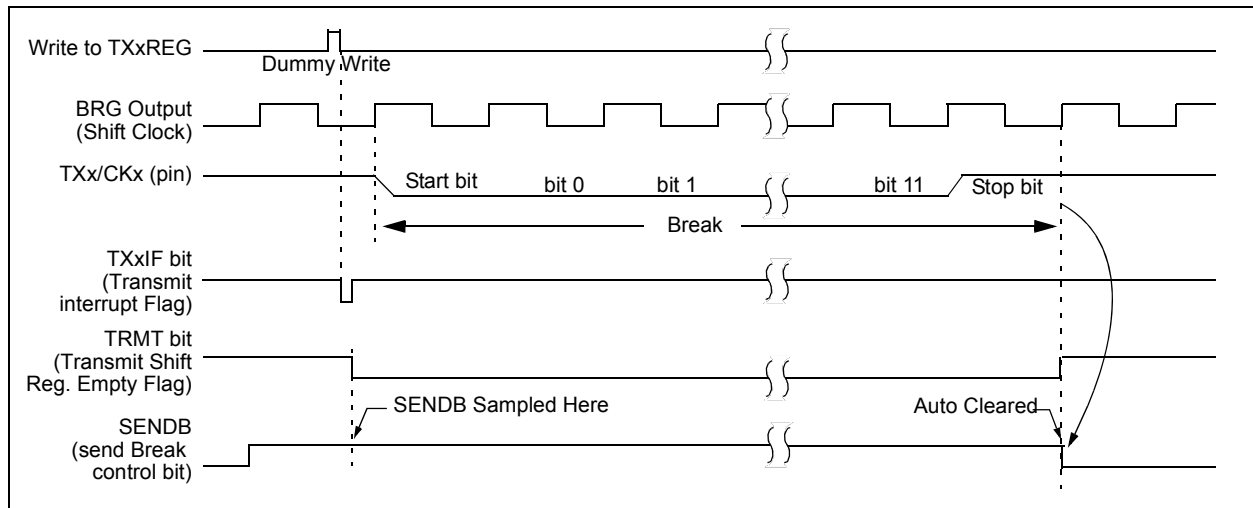 Write to TXxREG
Dummy Write
BRG Output
(Shift Clock)
TXx/CKx (pin)
Start bit
bit 0
bit 1
bit 11
Stop bit
Break
TXxIF bit
(Transmit
interrupt Flag)
TRMT bit
(Transmit Shift
Reg. Empty Flag)
SENDB Sampled Here
Auto Cleared
SENDB
(send Break
control bit)